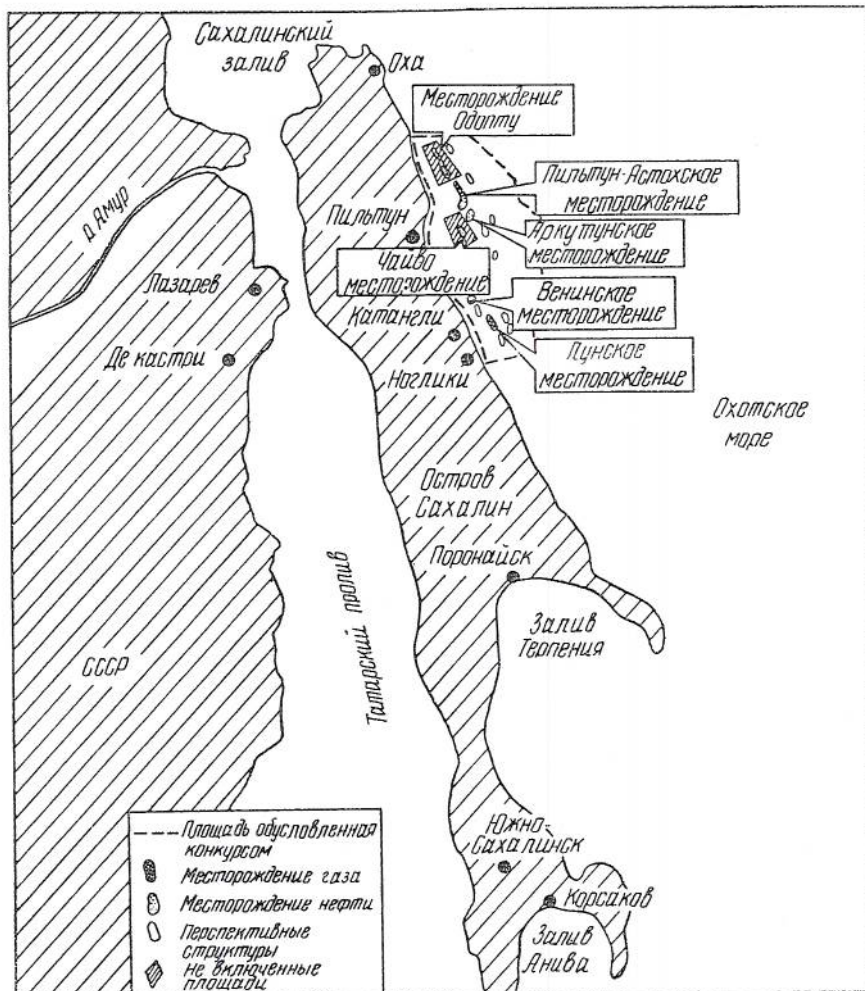 Сахалинский
залив
Оха
Месторождение
Одопту
Пильтун-Астохское
месторождение
р. Амур
Пильтун
Аркутунское
месторождение
Чайво
месторождение
Лазарев
Венинское
месторождение
Катангли
Де кастри
Лунское
месторождение
Ноглики
Охотское
море
Остров
Сахалин
Поронайск
Залив
Терпения
СССР
Татарский пролив
Южно-
Сахалинск
Корсаков
Залив
Анива
Площадь обусловленная
конкурсом
Месторождение газа
Месторождение нефти
Перспективные
структуры
не включенные
площади